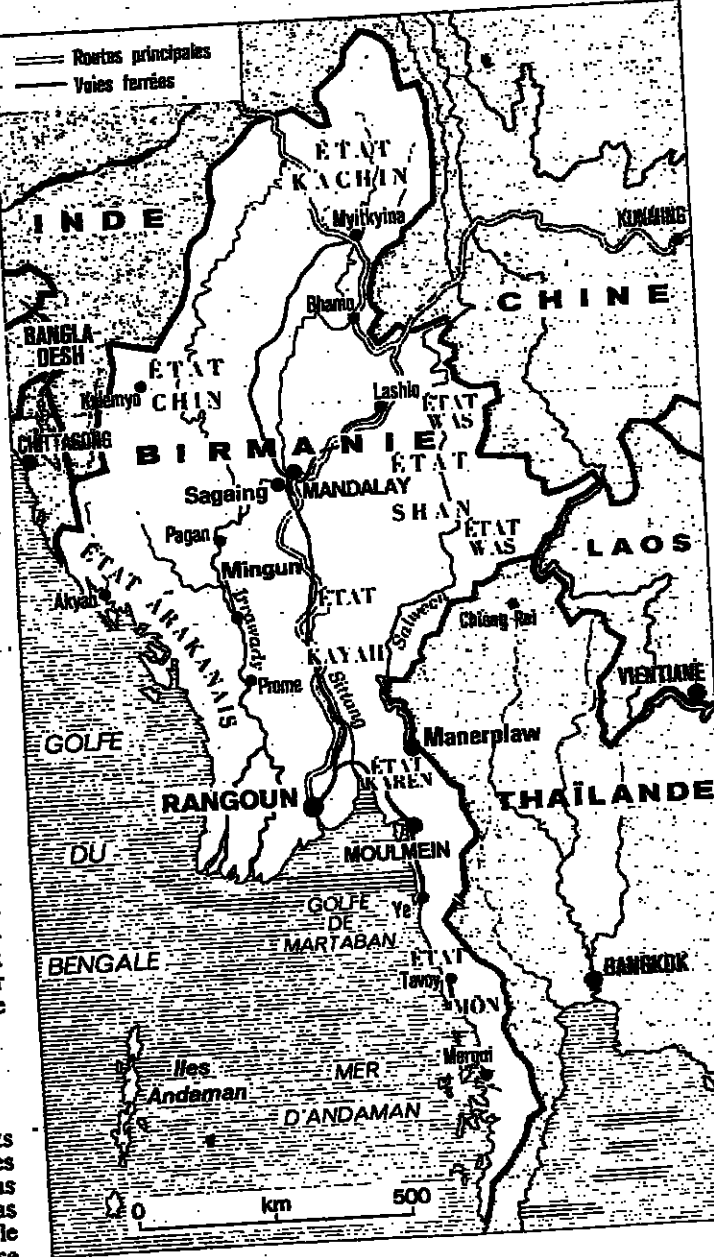 Routes principales
Voies ferrées
ÉTAT
KACHIN
INDE
Myitkyina
KUNMING
CHINE
Bhamo
BANGLA-
DESH
ÉTAT
CHIN
Kalemyo
Lashio
ÉTAT
WAS
CHITTAGONG
BIRMANIE
ÉTAT
SHAN
Sagaing
MANDALAY
ÉTAT
WAS
Pagan
LAOS
Mingun
ÉTAT ARAKANAIS
Akyab
Irrawardy
ÉTAT
KAYAH
Salween
Chiang Rai
Prome
Sittang
VIENTIANE
GOLFE
DU
BENGALE
Manerplaw
ÉTAT
KAREN
THAÏLANDE
RANGOUN
MOULMEIN
GOLFE
DE
MARTABAN
Ye
ÉTAT
MÔN
Tavoy
BANGKOK
Mergui
Iles
Andaman
MER
D'ANDAMAN
0 km 500